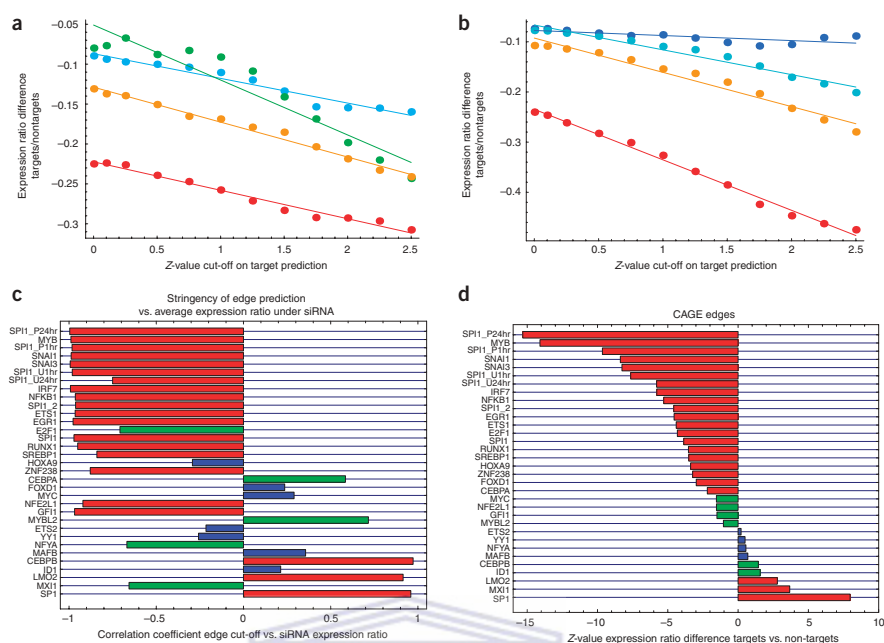 a
−0.05
−0.1
−0.15
−0.2
−0.25
−0.3
Expression ratio difference
targets/nontargets
0
0.5
1
1.5
2
2.5
Z-value cut-off on target prediction
b
−0.1
−0.2
−0.3
−0.4
Expression ratio difference
targets/nontargets
0
0.5
1.0
1.5
2.0
2.5
Z-value cut-off on target prediction
c
Stringency of edge prediction
vs. average expression ratio under siRNA
SPI1_P24hr
MYB
SPI1_P1hr
SNAI1
SNAI3
SPI1_U1hr
SPI1_U24hr
IRF7
NFKB1
SPI1_2
ETS1
EGR1
E2F1
SPI1
RUNX1
SREBP1
HOXA9
ZNF238
CEBPA
FOXD1
MYC
NFE2L1
GFI1
MYBL2
ETS2
YY1
NFYA
MAFB
CEBPB
ID1
LMO2
MXI1
SP1
−1
−0.5
0
0.5
1
Correlation coefficient edge cut-off vs. siRNA expression ratio
d
CAGE edges
SPI1_P24hr
MYB
SPI1_P1hr
SNAI1
SNAI3
SPI1_U1hr
SPI1_U24hr
IRF7
NFKB1
SPI1_2
EGR1
ETS1
E2F1
SPI1
RUNX1
SREBP1
HOXA9
ZNF238
FOXD1
CEBPA
MYC
NFE2L1
GFI1
MYBL2
ETS2
YY1
NFYA
MAFB
CEBPB
ID1
LMO2
MXI1
SP1
−15
−10
−5
0
5
Z-value expression ratio difference targets vs. non-targets